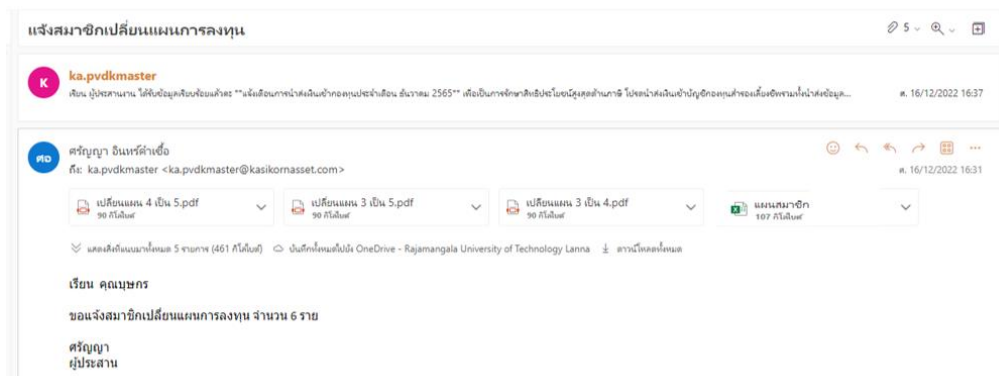 แจ้งสมาชิกเปลี่ยนแผนการลงทุน
5
K
ka.pvdkmaster
เรียน ผู้ประสานงาน ได้รับข้อมูลเรียบร้อยแล้วค่ะ **แจ้งเตือนการนำส่งเงินเข้ากองทุนประจำเดือน ธันวาคม 2565** เพื่อเป็นการรักษาสิทธิประโยชน์สูงสุดด้านภาษี โปรดนำส่งเงินเข้าบัญชีกองทุนสำรองเลี้ยงชีพรวมทั้งนำส่งข้อมูล...
ศ. 16/12/2022 16:37
ศอ
ศรัญญา อินทร์คำเชื้อ
ถึง: ka.pvdkmaster <ka.pvdkmaster@kasikornasset.com>
ศ. 16/12/2022 16:31
เปลี่ยนแผน 4 เป็น 5.pdf
90 กิโลไบต์
เปลี่ยนแผน 3 เป็น 5.pdf
90 กิโลไบต์
เปลี่ยนแผน 3 เป็น 4.pdf
90 กิโลไบต์
แผนสมาชิก
107 กิโลไบต์
แสดงสิ่งที่แนบมาทั้งหมด 5 รายการ (461 กิโลไบต์)
บันทึกทั้งหมดไปยัง OneDrive - Rajamangala University of Technology Lanna
ดาวน์โหลดทั้งหมด
เรียน คุณบุษกร
ขอแจ้งสมาชิกเปลี่ยนแผนการลงทุน จำนวน 6 ราย
ศรัญญา
ผู้ประสาน